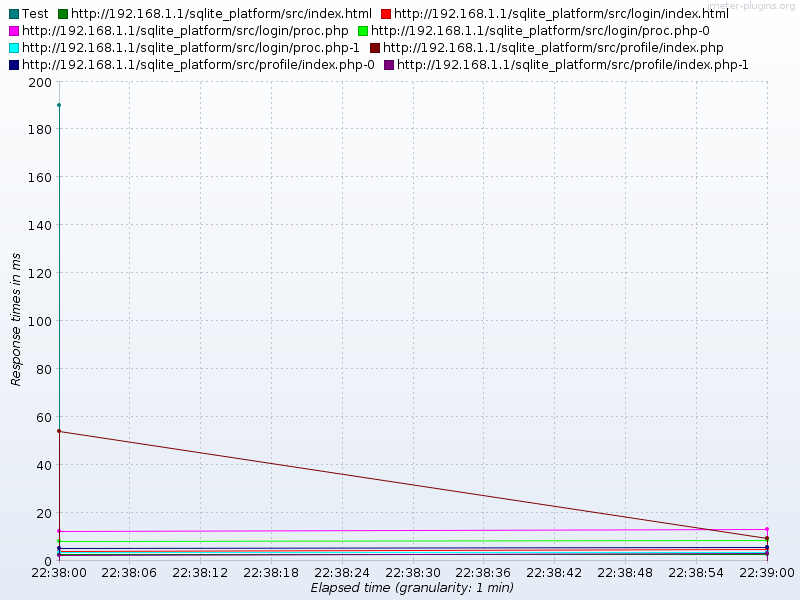 jmeter-plugins.org
Test http://192.168.1.1/sqlite_platform/src/index.html http://192.168.1.1/sqlite_platform/src/login/index.html
http://192.168.1.1/sqlite_platform/src/login/proc.php http://192.168.1.1/sqlite_platform/src/login/proc.php-0
http://192.168.1.1/sqlite_platform/src/login/proc.php-1 http://192.168.1.1/sqlite_platform/src/profile/index.php
http://192.168.1.1/sqlite_platform/src/profile/index.php-0 http://192.168.1.1/sqlite_platform/src/profile/index.php-1
200
180
160
140
120
100
80
60
40
20
0
Response times in ms
22:38:00 22:38:06 22:38:12 22:38:18 22:38:24 22:38:30 22:38:36 22:38:42 22:38:48 22:38:54 22:39:00
Elapsed time (granularity: 1 min)